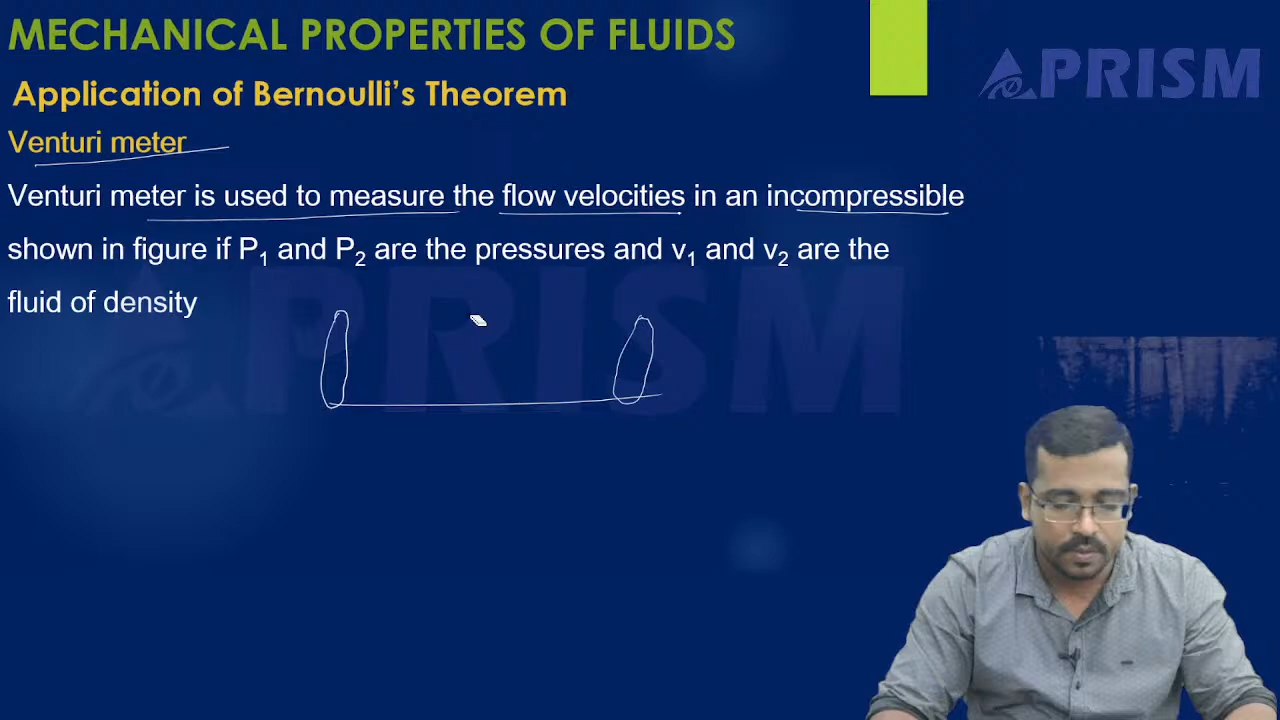 MECHANICAL PROPERTIES OF FLUIDS
PRISM
Application of Bernoulli's Theorem
Venturi meter
Venturi meter is used to measure the flow velocities in an incompressible
shown in figure if P₁ and P₂ are the pressures and v₁ and v₂ are the
fluid of density
PRISM